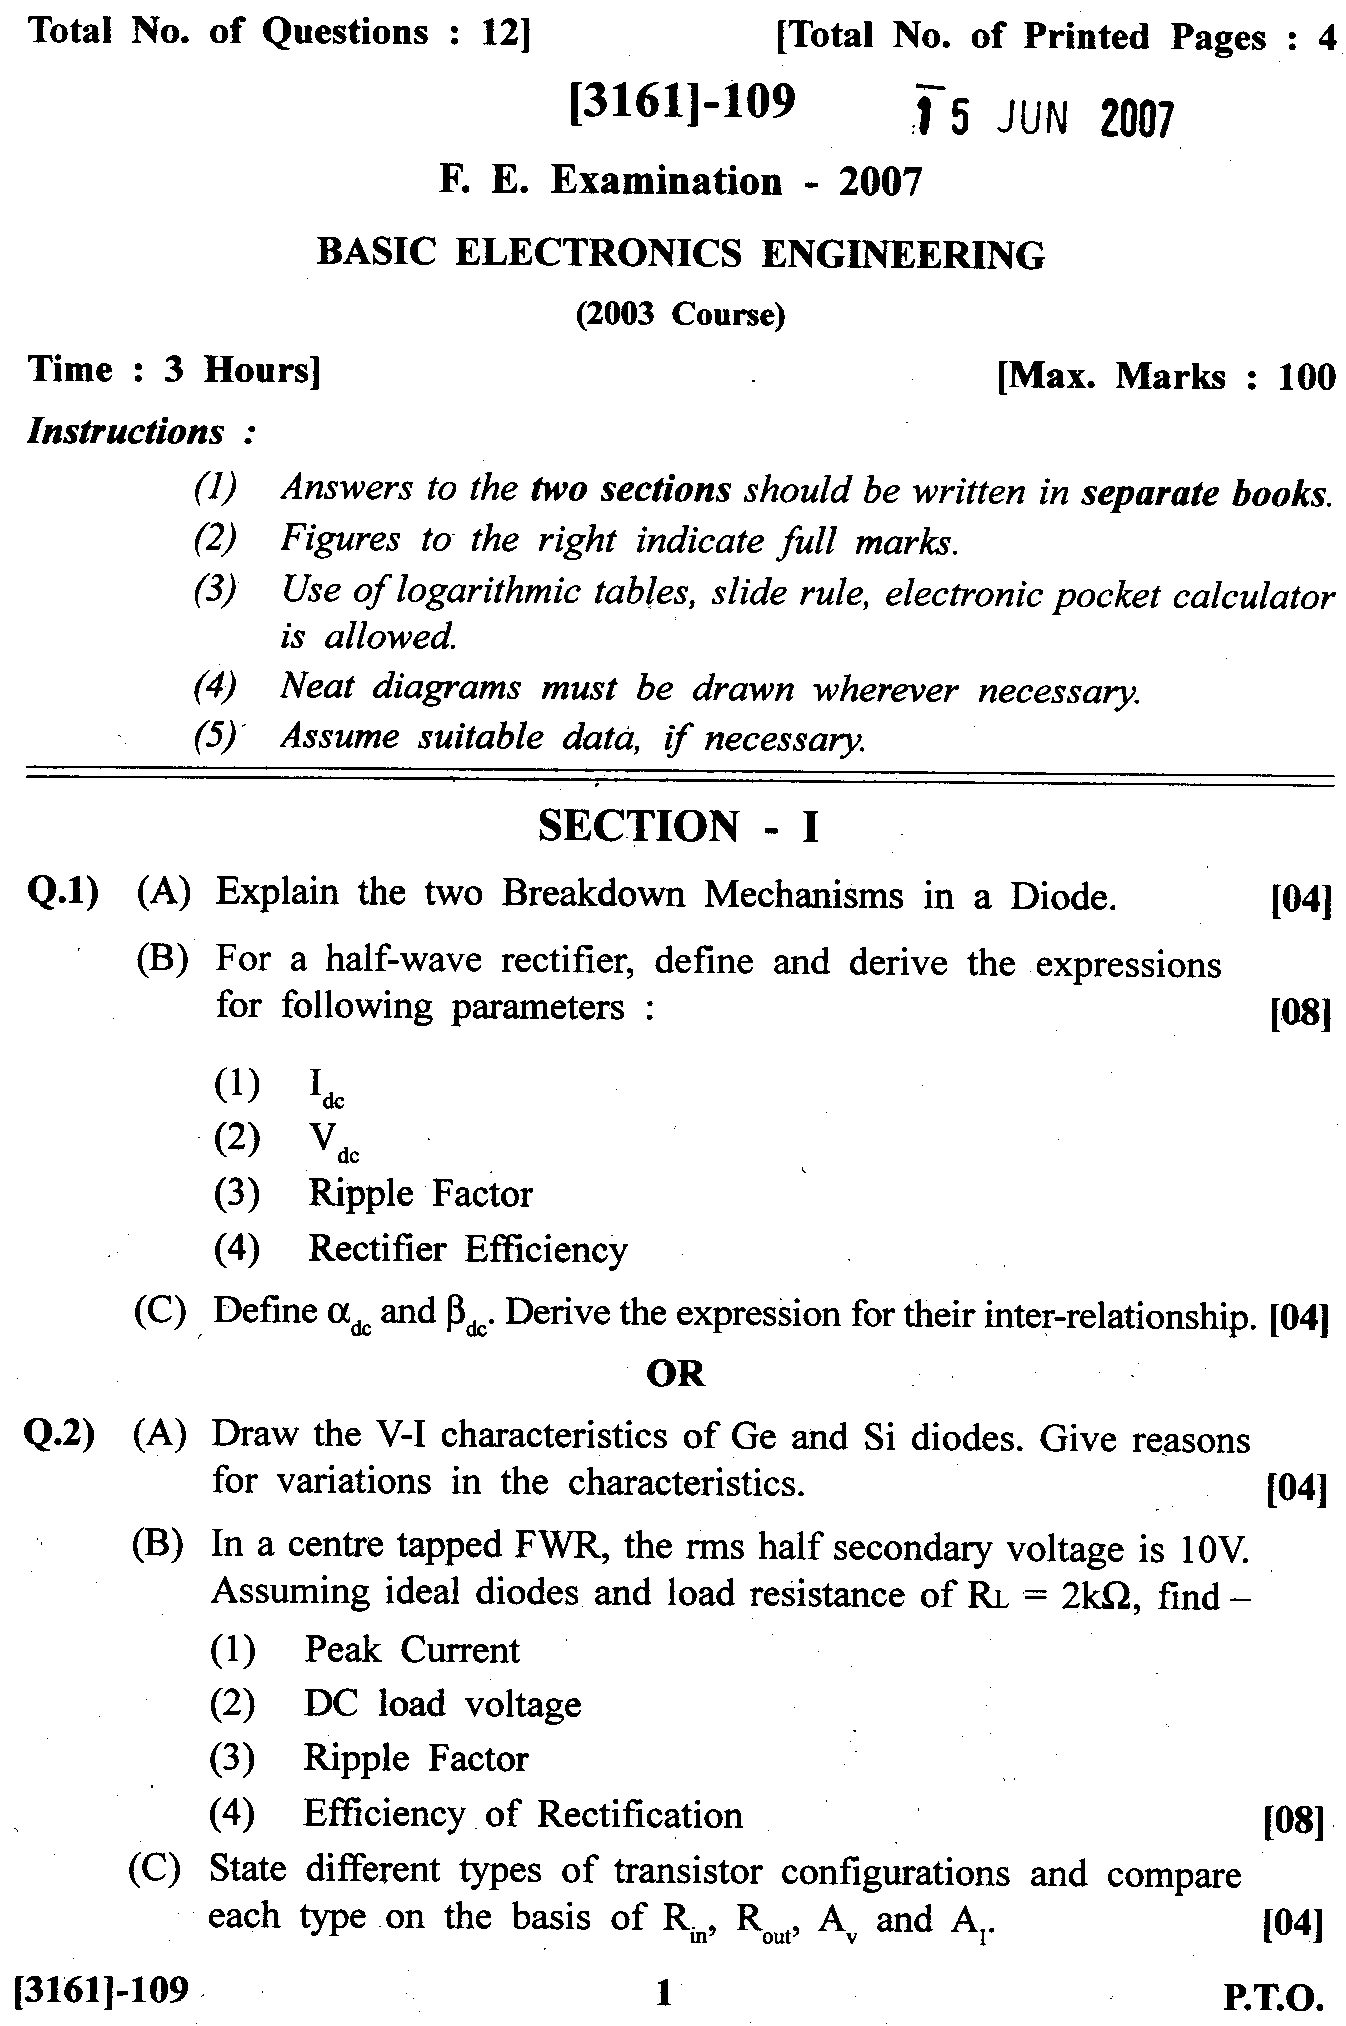 Total No. of Questions : 12]
[Total No. of Printed Pages : 4
[3161]-109
15 JUN 2007
F. E. Examination - 2007
BASIC ELECTRONICS ENGINEERING
(2003 Course)
Time : 3 Hours]
[Max. Marks : 100
Instructions :
(1) Answers to the two sections should be written in separate books.
(2) Figures to the right indicate full marks.
(3) Use of logarithmic tables, slide rule, electronic pocket calculator
is allowed.
(4) Neat diagrams must be drawn wherever necessary.
(5) Assume suitable data, if necessary.
SECTION - I
Q.1) (A) Explain the two Breakdown Mechanisms in a Diode. [04]
(B) For a half-wave rectifier, define and derive the expressions
for following parameters : [08]
(1) Idc
(2) Vdc
(3) Ripple Factor
(4) Rectifier Efficiency
(C) Define αdc and βdc. Derive the expression for their inter-relationship. [04]
OR
Q.2) (A) Draw the V-I characteristics of Ge and Si diodes. Give reasons
for variations in the characteristics. [04]
(B) In a centre tapped FWR, the rms half secondary voltage is 10V.
Assuming ideal diodes and load resistance of RL = 2kΩ, find –
(1) Peak Current
(2) DC load voltage
(3) Ripple Factor
(4) Efficiency of Rectification [08]
(C) State different types of transistor configurations and compare
each type on the basis of Rin, Rout, Av and AI. [04]
[3161]-109 1 P.T.O.